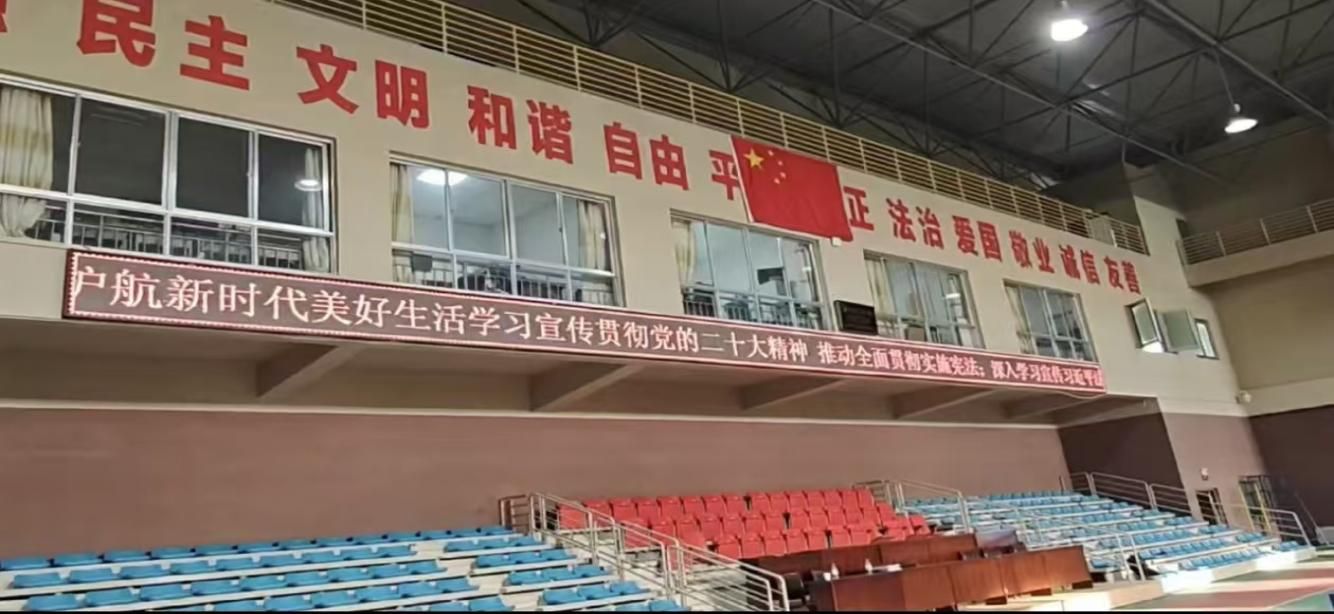 民主 文明 和谐 自由 平 正 法治 爱国 敬业 诚信 友善
户航新时代美好生活学习宣传贯彻党的二十大精神 推动全面贯彻实施宪法；深入学习宣传习近平法